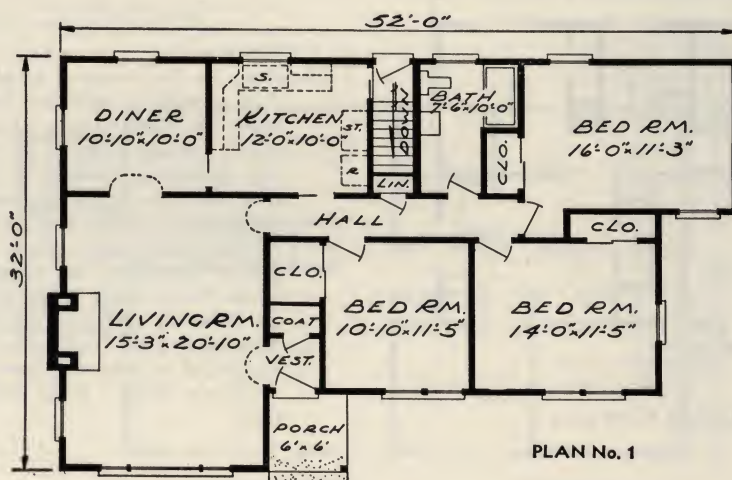 52'-0"
32'-0"
DINER
10'-10"x10'-0"
S.
KITCHEN
12'-0"x10'-0"
ST.
R
DOWN
LIN.
BATH
7'-6"x10'-0"
CLO.
BED RM.
16'-0"x11'-3"
HALL
CLO.
LIVING RM.
15'-3"x20'-10"
CLO.
COAT
VEST.
BED RM.
10'-10"x11'-5"
BED RM.
14'-0"x11'-5"
PORCH
6'x6'
PLAN No. 1